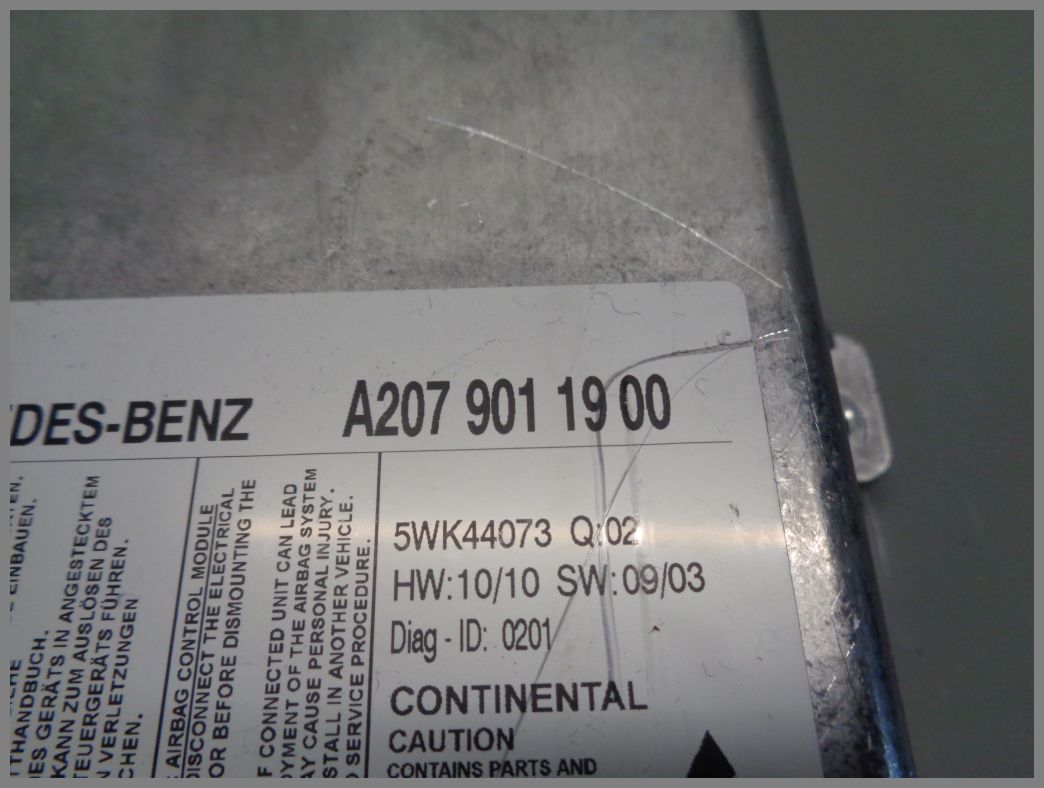 DES-BENZ A207 901 11 9 00
5WK44073 Q:02
HW:10/10 SW:09/03
Diag - ID: 0201
CONTINENTAL
CAUTION
CONTAINS PARTS AND
EINBAUEN.
THANDBUCH.
DES GERÄTS IN ANGESTECKTEM
KANN ZUM AUSLÖSEN DES
TEUERGERÄTS FÜHREN.
N VERLETZUNGEN
CHEN.
AIRBAG CONTROL MODULE
DISCONNECT THE ELECTRICAL
OR BEFORE DISMOUNTING THE
F CONNECTED UNIT CAN LEAD
OYMENT OF THE AIRBAG SYSTEM
AY CAUSE PERSONAL INJURY.
STALL IN ANOTHER VEHICLE.
SERVICE PROCEDURE.